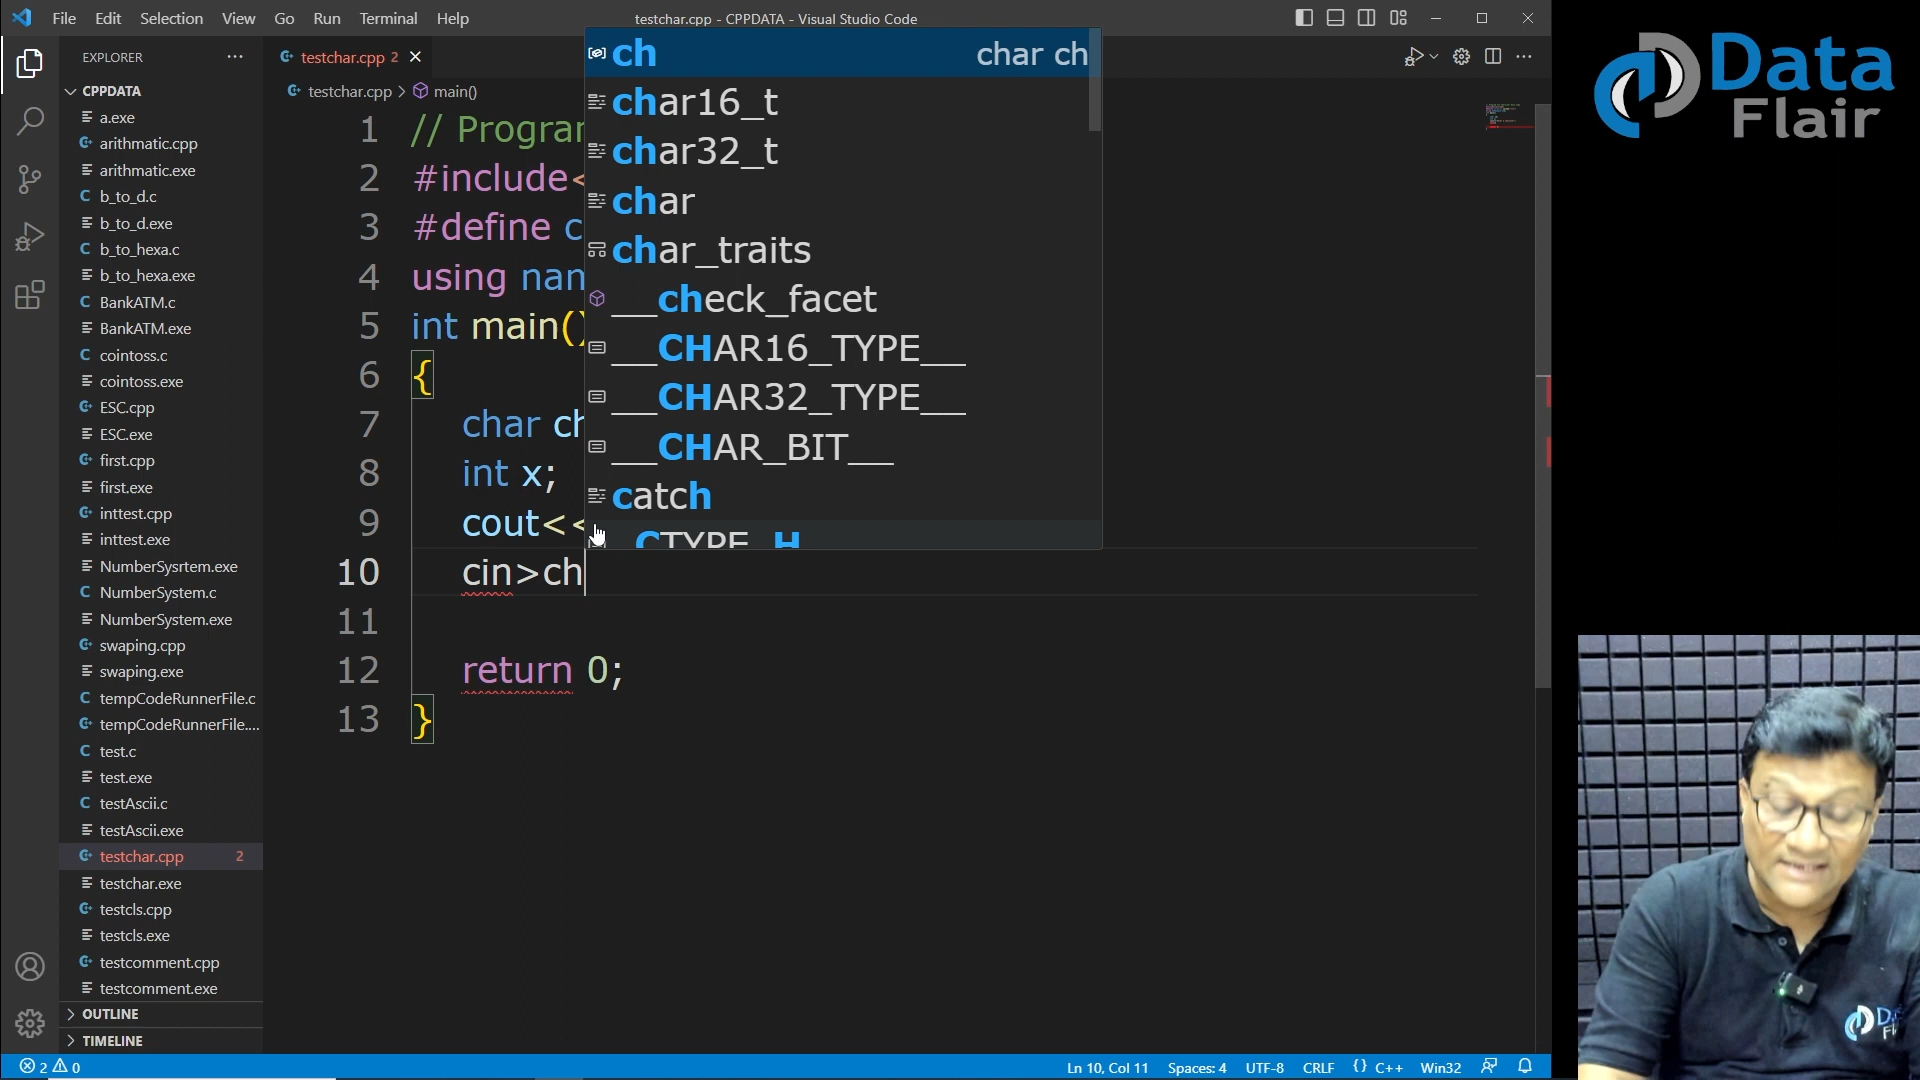 File Edit Selection View Go Run Terminal Help
testchar.cpp - CPPDATA - Visual Studio Code
EXPLORER
CPPDATA
a.exe
arithmatic.cpp
arithmatic.exe
b_to_d.c
b_to_d.exe
b_to_hexa.c
b_to_hexa.exe
BankATM.c
BankATM.exe
cointoss.c
cointoss.exe
ESC.cpp
ESC.exe
first.cpp
first.exe
inttest.cpp
inttest.exe
NumberSysrtem.exe
NumberSystem.c
NumberSystem.exe
swaping.cpp
swaping.exe
tempCodeRunnerFile.c
tempCodeRunnerFile....
test.c
test.exe
testAscii.c
testAscii.exe
testchar.cpp 2
testchar.exe
testcls.cpp
testcls.exe
testcomment.cpp
testcomment.exe
OUTLINE
TIMELINE
testchar.cpp 2
testchar.cpp > main()
1 // Program
2 #include<
3 #define c
4 using nam
5 int main()
6 {
7 char ch
8 int x;
9 cout<<
10 cin>ch
11
12 return 0;
13 }
ch char ch
char16_t
char32_t
char
char_traits
__check_facet
__CHAR16_TYPE__
__CHAR32_TYPE__
__CHAR_BIT__
catch
_CTYPE_H
2 0
Ln 10, Col 11 Spaces: 4 UTF-8 CRLF {} C++ Win32
Data
Flair